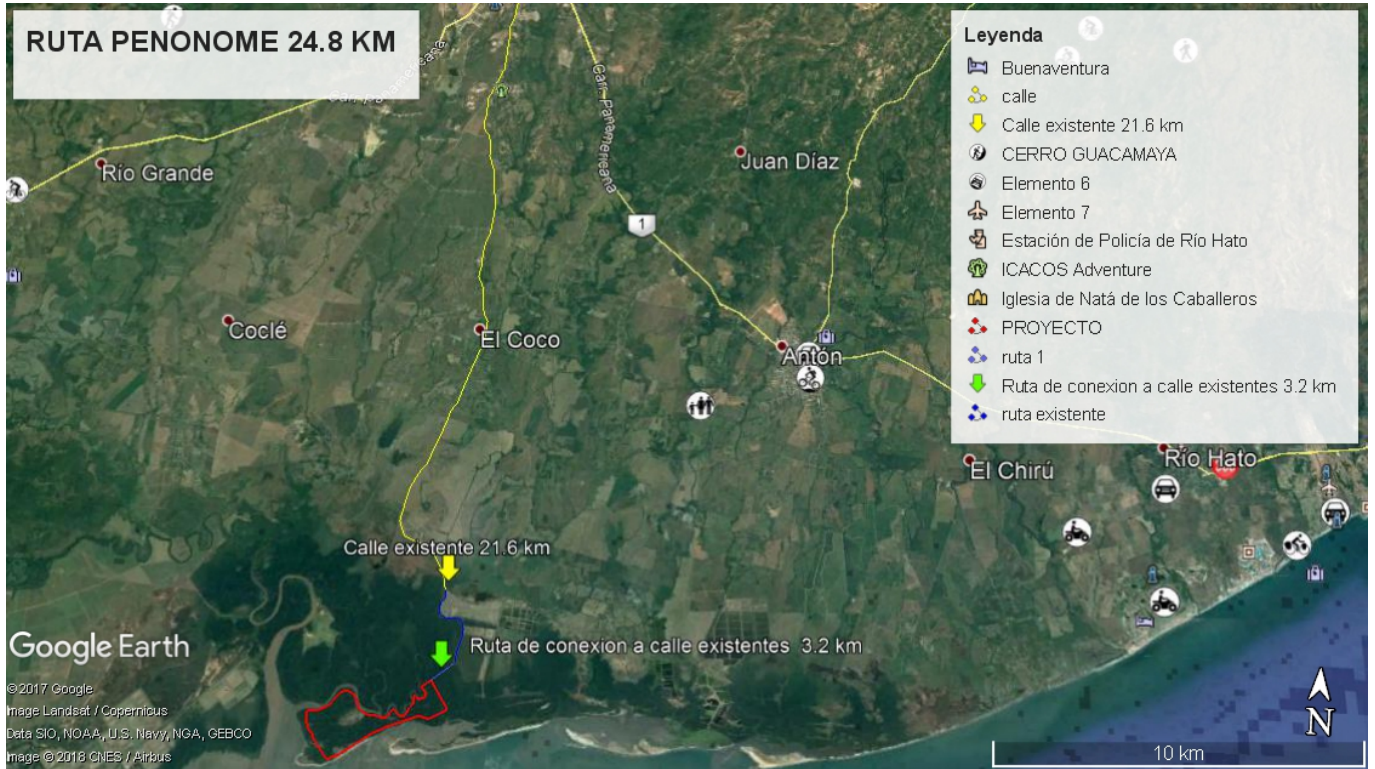 RUTA PENONOME 24.8 KM
Leyenda
Buenaventura
calle
Calle existente 21.6 km
CERRO GUACAMAYA
Elemento 6
Elemento 7
Estación de Policía de Río Hato
ICACOS Adventure
Iglesia de Natá de los Caballeros
PROYECTO
ruta 1
Ruta de conexion a calle existentes 3.2 km
ruta existente
Carr. Panamericana
Carr. Panamericana
Río Grande
Juan Díaz
1
Coclé
El Coco
Antón
El Chirú
Río Hato
Calle existente 21.6 km
Ruta de conexion a calle existentes 3.2 km
Google Earth
© 2017 Google
Image Landsat / Copernicus
Data SIO, NOAA, U.S. Navy, NGA, GEBCO
Image © 2018 CNES / Airbus
N
10 km